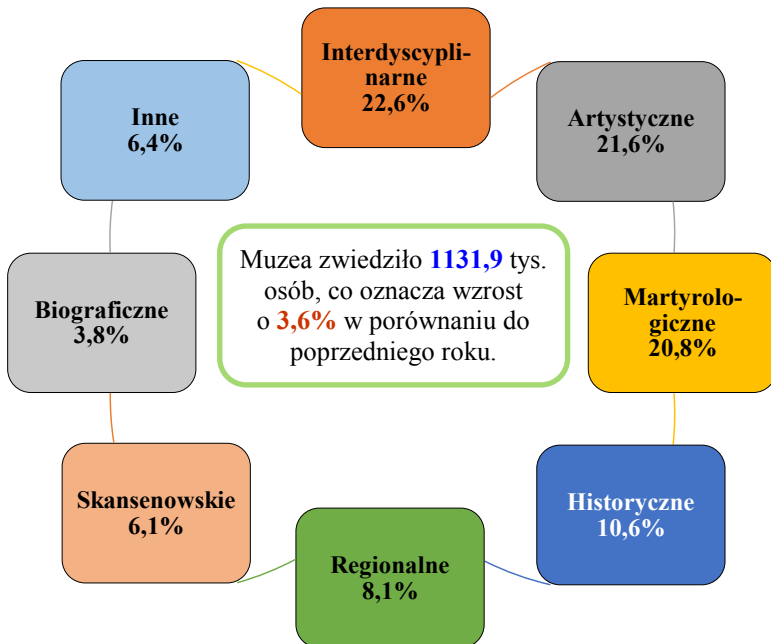 Interdyscypli-
narne
22,6%
Artystyczne
21,6%
Martyrolo-
giczne
20,8%
Historyczne
10,6%
Regionalne
8,1%
Skansenowskie
6,1%
Biograficzne
3,8%
Inne
6,4%
Muzea zwiedziło 1131,9 tys.
osób, co oznacza wzrost
o 3,6% w porównaniu do
poprzedniego roku.